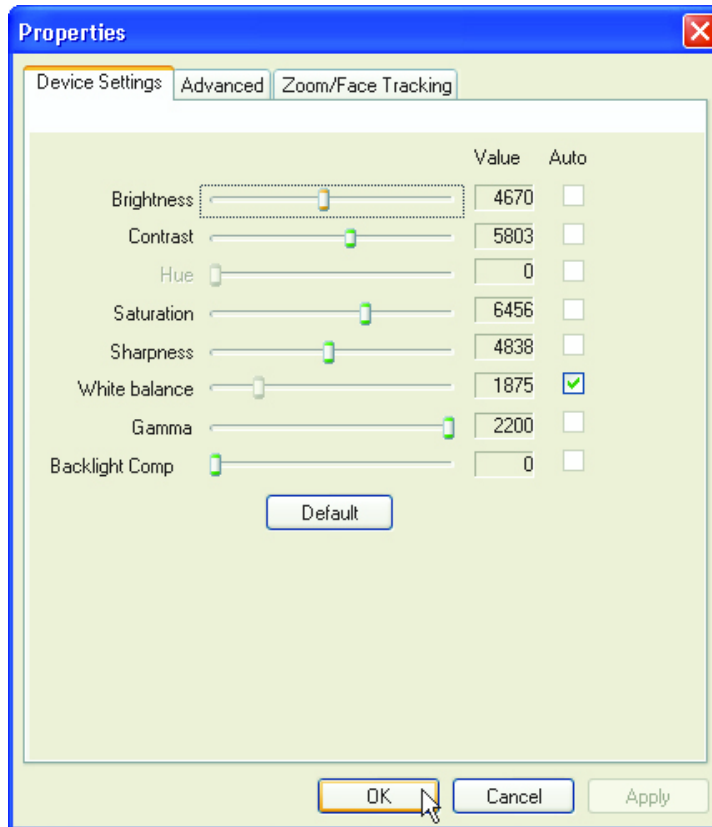 Properties
Device Settings Advanced Zoom/Face Tracking
Value Auto
Brightness 4670
Contrast 5803
Hue 0
Saturation 6456
Sharpness 4838
White balance 1875
Gamma 2200
Backlight Comp 0
Default
OK Cancel Apply